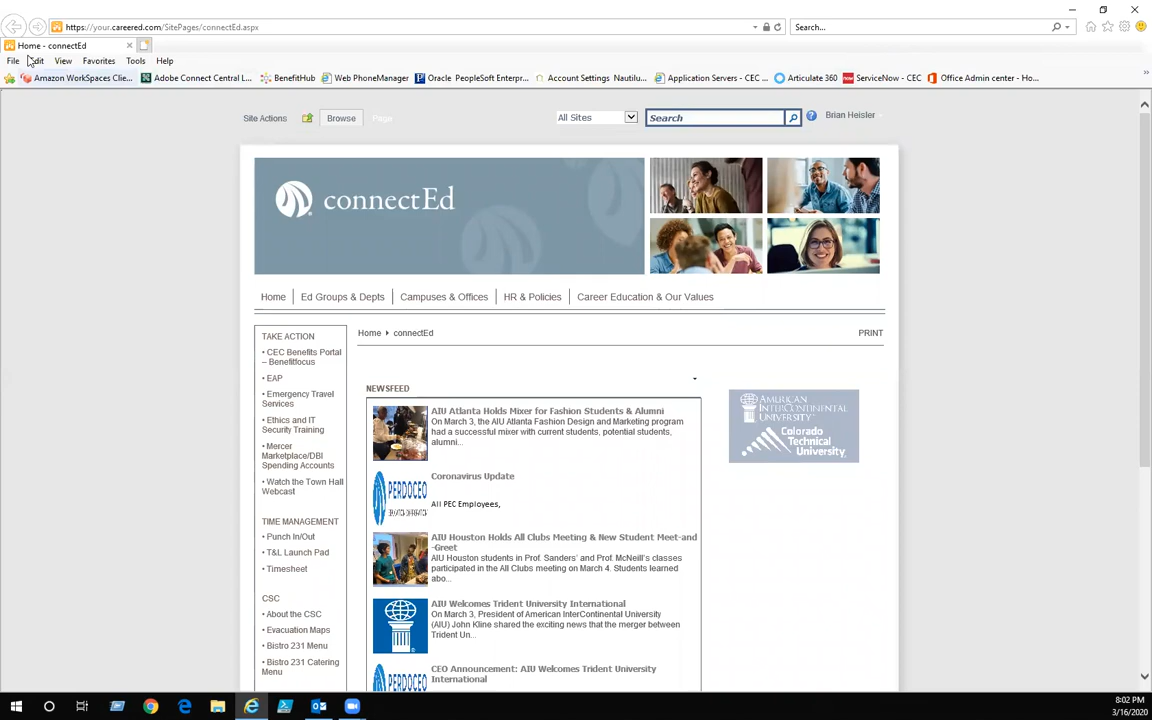 https://your.careered.com/SitePages/connectEd.aspx
Search...
Home - connectEd
File Edit View Favorites Tools Help
Amazon WorkSpaces Clie... Adobe Connect Central L... BenefitHub Web PhoneManager Oracle PeopleSoft Enterpr... Account Settings Nautilu... Application Servers - CEC ... Articulate 360 ServiceNow - CEC Office Admin center - Ho... »
Site Actions Browse Page All Sites Search Brian Heisler
connectEd
Home Ed Groups & Depts Campuses & Offices HR & Policies Career Education & Our Values
Home connectEd PRINT
TAKE ACTION
• CEC Benefits Portal
– Benefitfocus
• EAP
• Emergency Travel
Services
• Ethics and IT
Security Training
• Mercer
Marketplace/DBI
Spending Accounts
• Watch the Town Hall
Webcast
TIME MANAGEMENT
• Punch In/Out
• T&L Launch Pad
• Timesheet
CSC
• About the CSC
• Evacuation Maps
• Bistro 231 Menu
• Bistro 231 Catering
Menu
NEWSFEED
AIU Atlanta Holds Mixer for Fashion Students & Alumni
On March 3, the AIU Atlanta Fashion Design and Marketing program
had a successful mixer with current students, potential students,
alumni...
PERDOCEO
Coronavirus Update
All PEC Employees,
AIU Houston Holds All Clubs Meeting & New Student Meet-and
-Greet
AIU Houston students in Prof. Sanders' and Prof. McNeill's classes
participated in the All Clubs meeting on March 4. Students learned
abo...
AIU Welcomes Trident University International
On March 3, President of American InterContinental University
(AIU) John Kline shared the exciting news that the merger between
Trident Un...
PERDOCEO
CEO Announcement: AIU Welcomes Trident University
International
AMERICAN
INTERCONTINENTAL
UNIVERSITY
Colorado
Technical
University
8:02 PM
3/16/2020